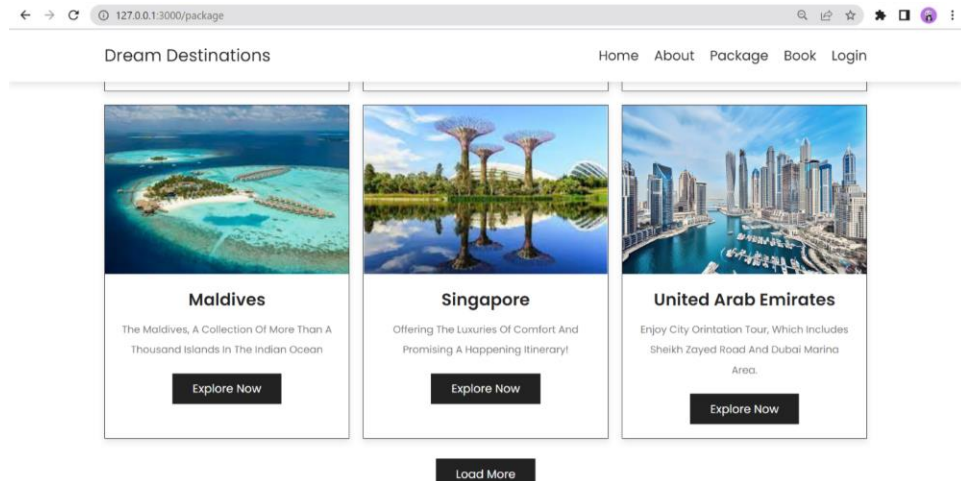 127.0.0.1:3000/package
Dream Destinations
Home About Package Book Login
Maldives
The Maldives, A Collection Of More Than A
Thousand Islands In The Indian Ocean
Explore Now
Singapore
Offering The Luxuries Of Comfort And
Promising A Happening Itinerary!
Explore Now
United Arab Emirates
Enjoy City Orintation Tour, Which Includes
Sheikh Zayed Road And Dubai Marina
Area.
Explore Now
Load More